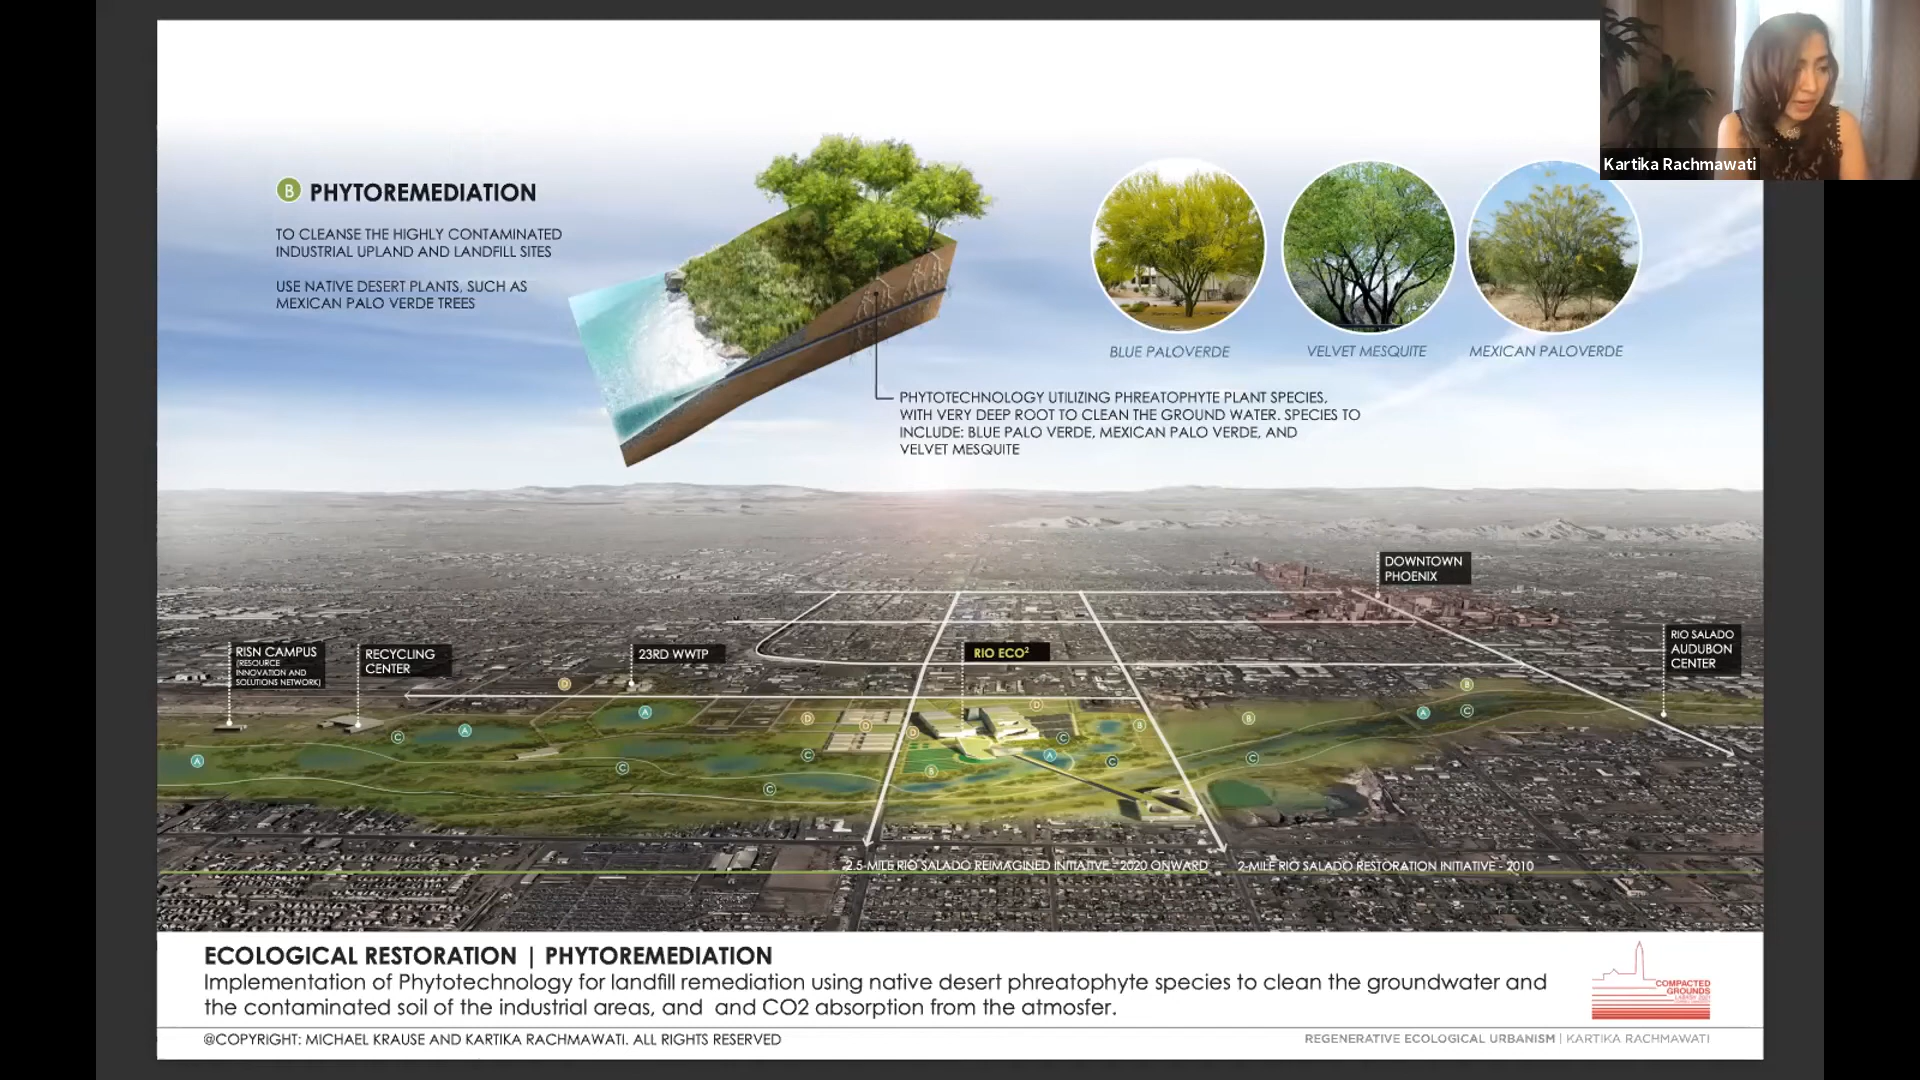 Kartika Rachmawati
B PHYTOREMEDIATION
TO CLEANSE THE HIGHLY CONTAMINATED
INDUSTRIAL UPLAND AND LANDFILL SITES
USE NATIVE DESERT PLANTS, SUCH AS
MEXICAN PALO VERDE TREES
BLUE PALOVERDE
VELVET MESQUITE
MEXICAN PALOVERDE
PHYTOTECHNOLOGY UTILIZING PHREATOPHYTE PLANT SPECIES,
WITH VERY DEEP ROOT TO CLEAN THE GROUND WATER. SPECIES TO
INCLUDE: BLUE PALO VERDE, MEXICAN PALO VERDE, AND
VELVET MESQUITE
DOWNTOWN
PHOENIX
RISN CAMPUS
(RESOURCE
INNOVATION AND
SOLUTIONS NETWORK)
RECYCLING
CENTER
23RD WWTP
RIO ECO²
RIO SALADO
AUDUBON
CENTER
D
B
A
D
D
A
B
C
A
C
D
D
B
C
C
A
C
C
A
C
B
C
2.5-MILE RIO SALADO REIMAGINED INITIAITVE - 2020 ONWARD
2-MILE RIO SALADO RESTORATION INITIATIVE - 2010
ECOLOGICAL RESTORATION | PHYTOREMEDIATION
Implementation of Phytotechnology for landfill remediation using native desert phreatophyte species to clean the groundwater and
the contaminated soil of the industrial areas, and and CO2 absorption from the atmosfer.
COMPACTED
GROUNDS
@COPYRIGHT: MICHAEL KRAUSE AND KARTIKA RACHMAWATI. ALL RIGHTS RESERVED
REGENERATIVE ECOLOGICAL URBANISM | KARTIKA RACHMAWATI